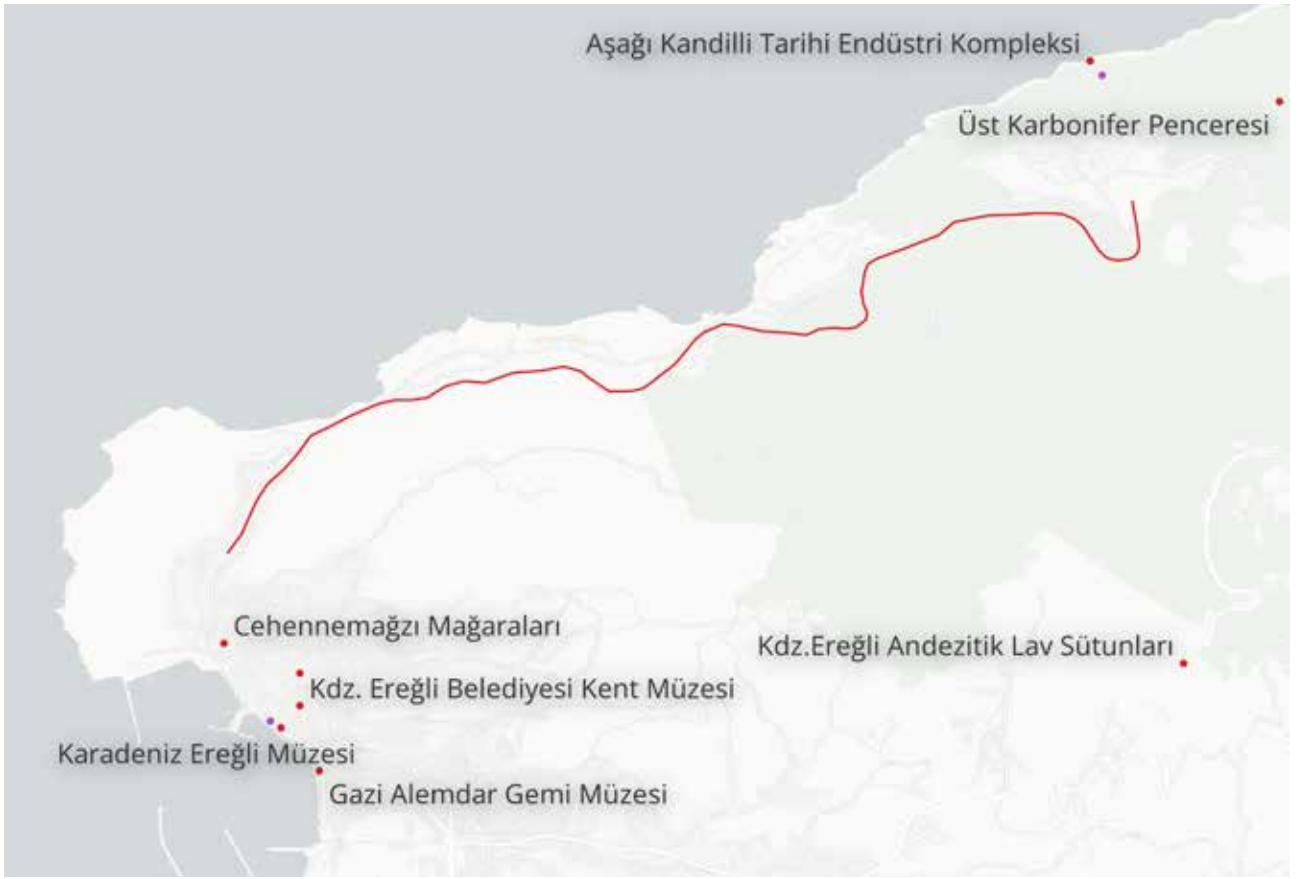 Aşağı Kandilli Tarihi Endüstri Kompleksi
Üst Karbonifer Penceresi
Cehennemağzı Mağaraları
Kdz.Ereğli Andezitik Lav Sütunları
Kdz. Ereğli Belediyesi Kent Müzesi
Karadeniz Ereğli Müzesi
Gazi Alemdar Gemi Müzesi